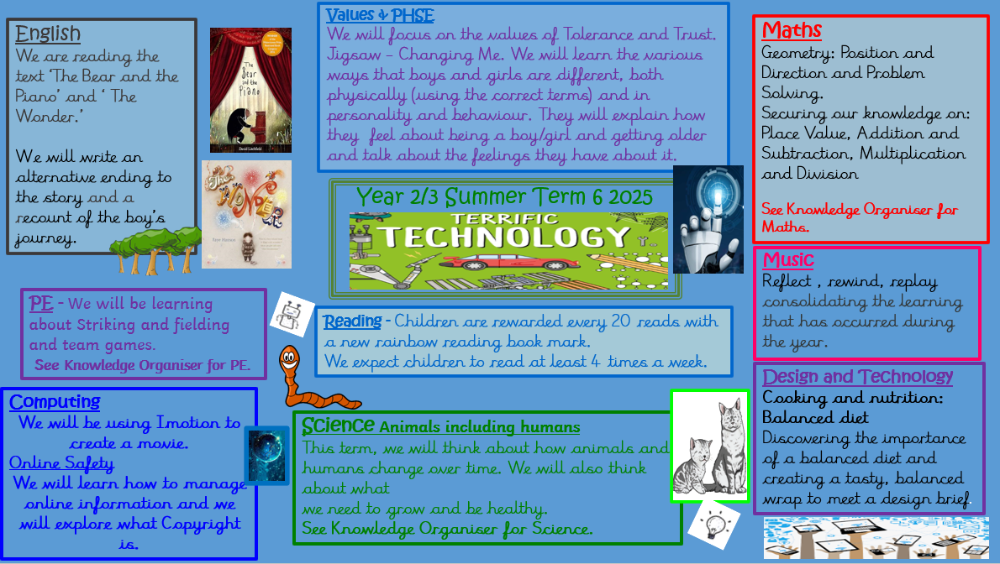 English
We are reading the
text ‘The Bear and the
Piano’ and ‘ The
Wonder.’
We will write an
alternative ending to
the story and a
recount of the boy’s
journey.
The
Bear
and the
Piano
David Litchfield
The
WONDER
Values & PHSE
We will focus on the values of Tolerance and Trust.
Jigsaw – Changing Me. We will learn the various
ways that boys and girls are different, both
physically (using the correct terms) and in
personality and behaviour. They will explain how
they feel about being a boy/girl and getting older
and talk about the feelings they have about it.
Year 2/3 Summer Term 6 2025
TERRIFIC
TECHNOLOGY
Maths
Geometry: Position and
Direction and Problem
Solving.
Securing our knowledge on:
Place Value, Addition and
Subtraction, Multiplication
and Division
See Knowledge Organiser for
Maths.
Music
Reflect , rewind, replay
consolidating the learning
that has occurred during
the year.
PE - We will be learning
about Striking and fielding
and team games.
See Knowledge Organiser for PE.
Reading - Children are rewarded every 20 reads with
a new rainbow reading book mark.
We expect children to read at least 4 times a week.
Computing
We will be using Imotion to
create a movie.
Online Safety
We will learn how to manage
online information and we
will explore what Copyright
is.
Science Animals including humans
This term, we will think about how animals and
humans change over time. We will also think
about what
we need to grow and be healthy.
See Knowledge Organiser for Science.
Design and Technology
Cooking and nutrition:
Balanced diet
Discovering the importance
of a balanced diet and
creating a tasty, balanced
wrap to meet a design brief.